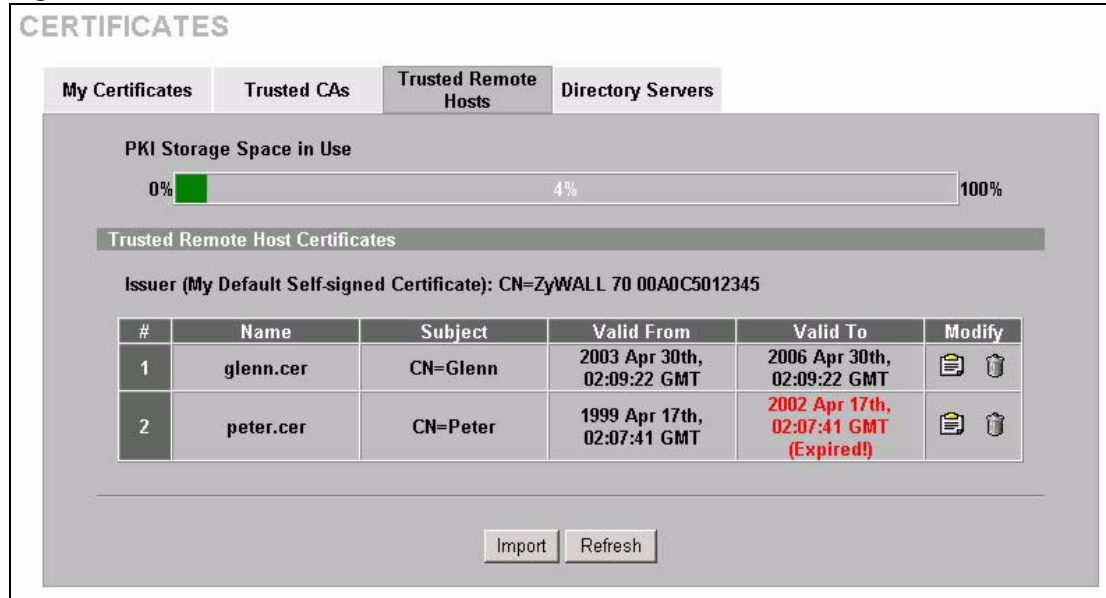 CERTIFICATES
My Certificates
Trusted CAs
Trusted Remote
Hosts
Directory Servers
PKI Storage Space in Use
0%
4%
100%
Trusted Remote Host Certificates
Issuer (My Default Self-signed Certificate): CN=ZyWALL 70 00A0C5012345
# Name Subject Valid From Valid To Modify
1 glenn.cer CN=Glenn 2003 Apr 30th, 2006 Apr 30th,
02:09:22 GMT 02:09:22 GMT
2 peter.cer CN=Peter 1999 Apr 17th, 2002 Apr 17th,
02:07:41 GMT 02:07:41 GMT
(Expired!)
Import Refresh